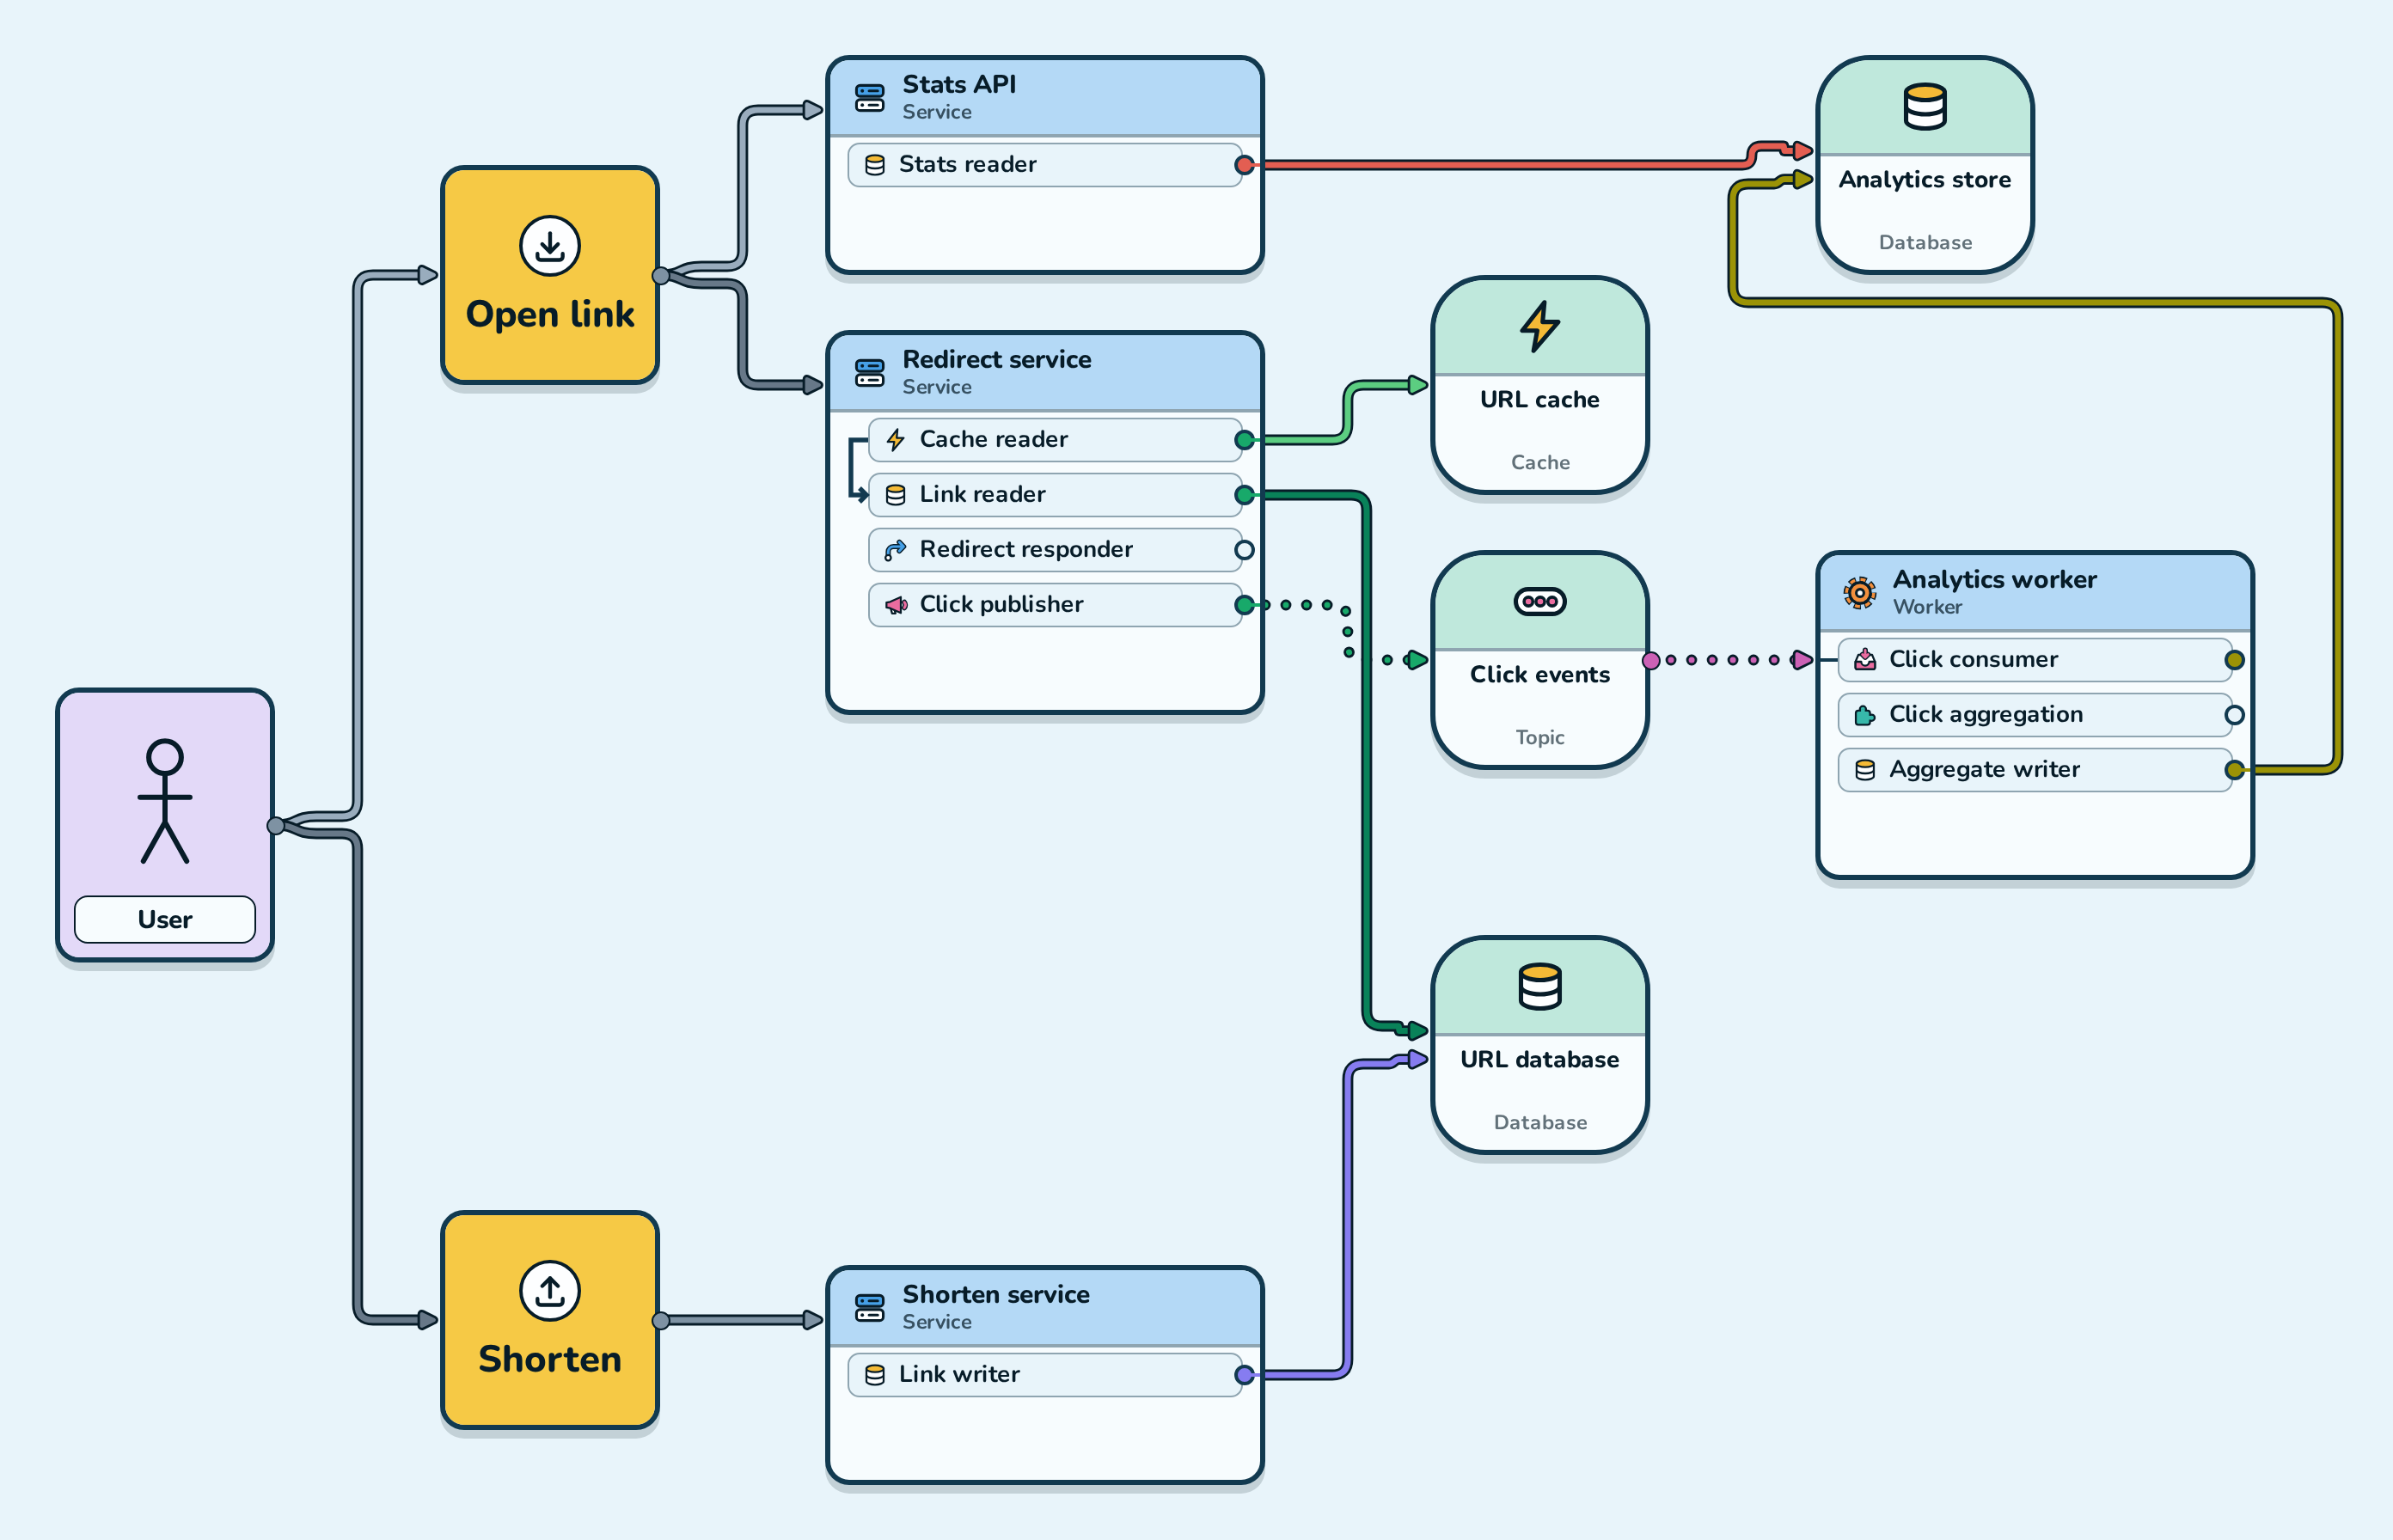 Stats API
Service
Stats reader
Analytics store
Database
Open link
Redirect service
Service
Cache reader
Link reader
Redirect responder
Click publisher
URL cache
Cache
Click events
Topic
Analytics worker
Worker
Click consumer
Click aggregation
Aggregate writer
User
URL database
Database
Shorten
Shorten service
Service
Link writer